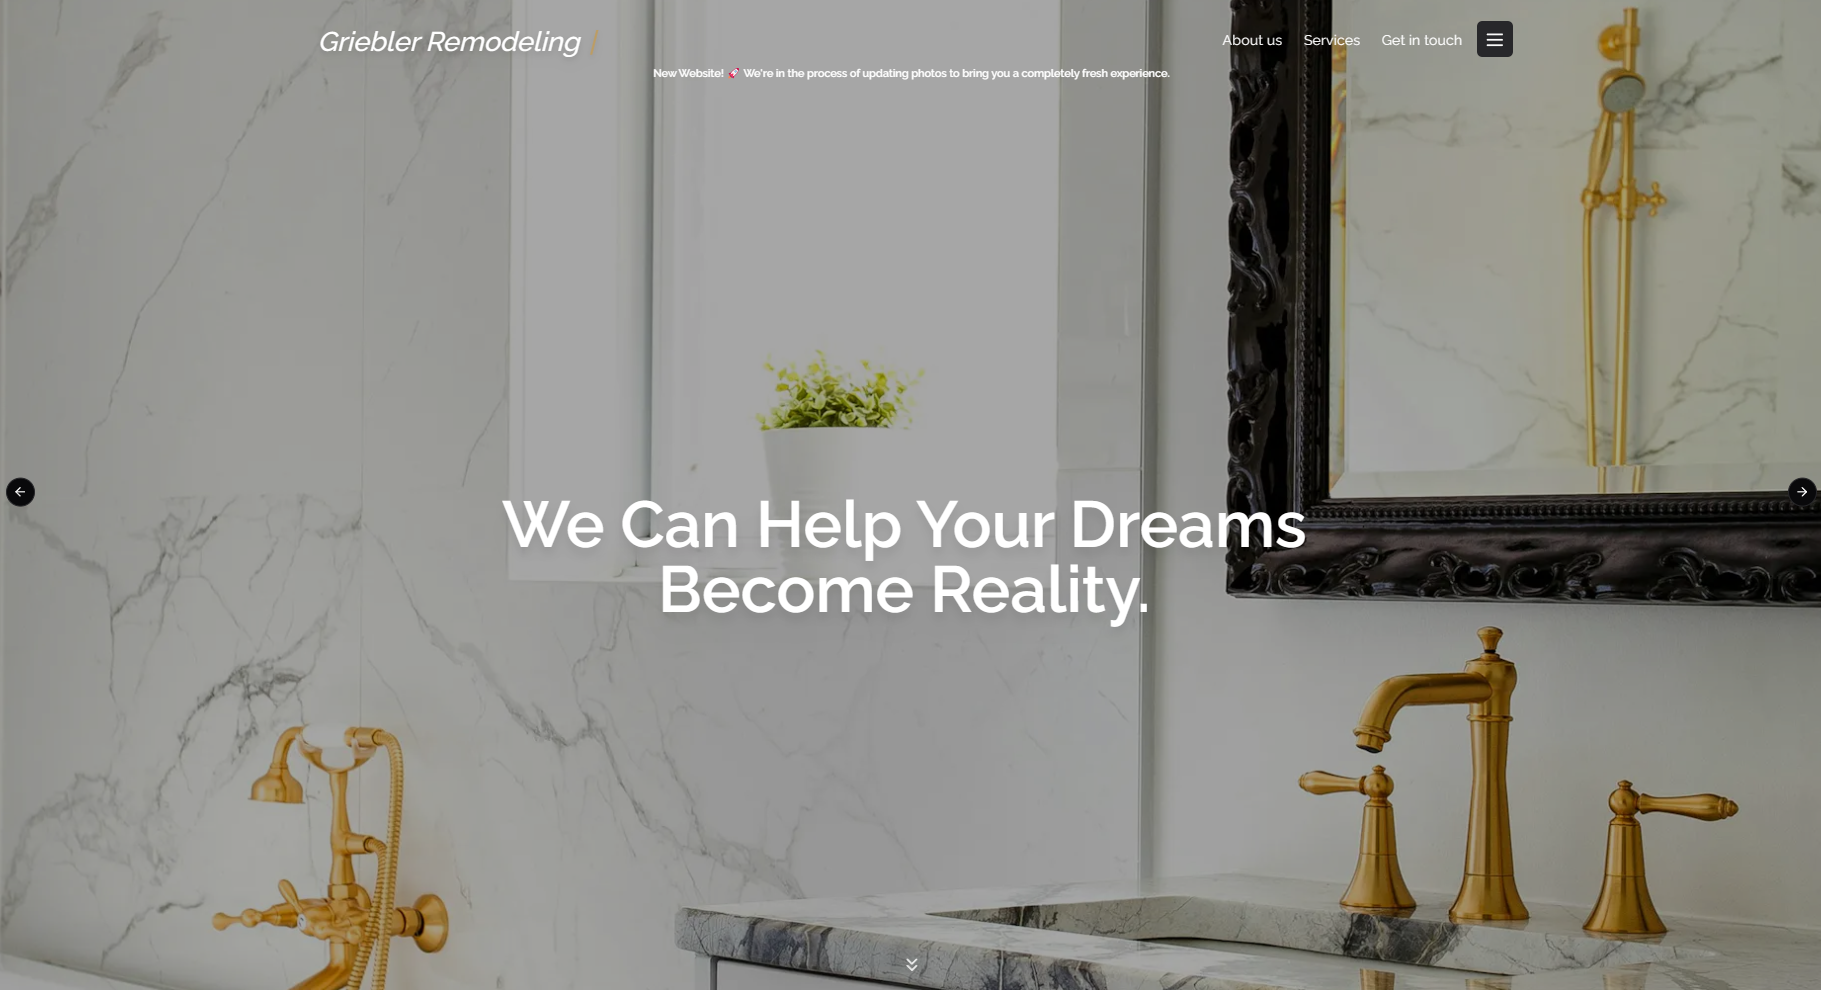 Griebler Remodeling /
About us Services Get in touch
New Website! 🚀 We're in the process of updating photos to bring you a completely fresh experience.
We Can Help Your Dreams
Become Reality.